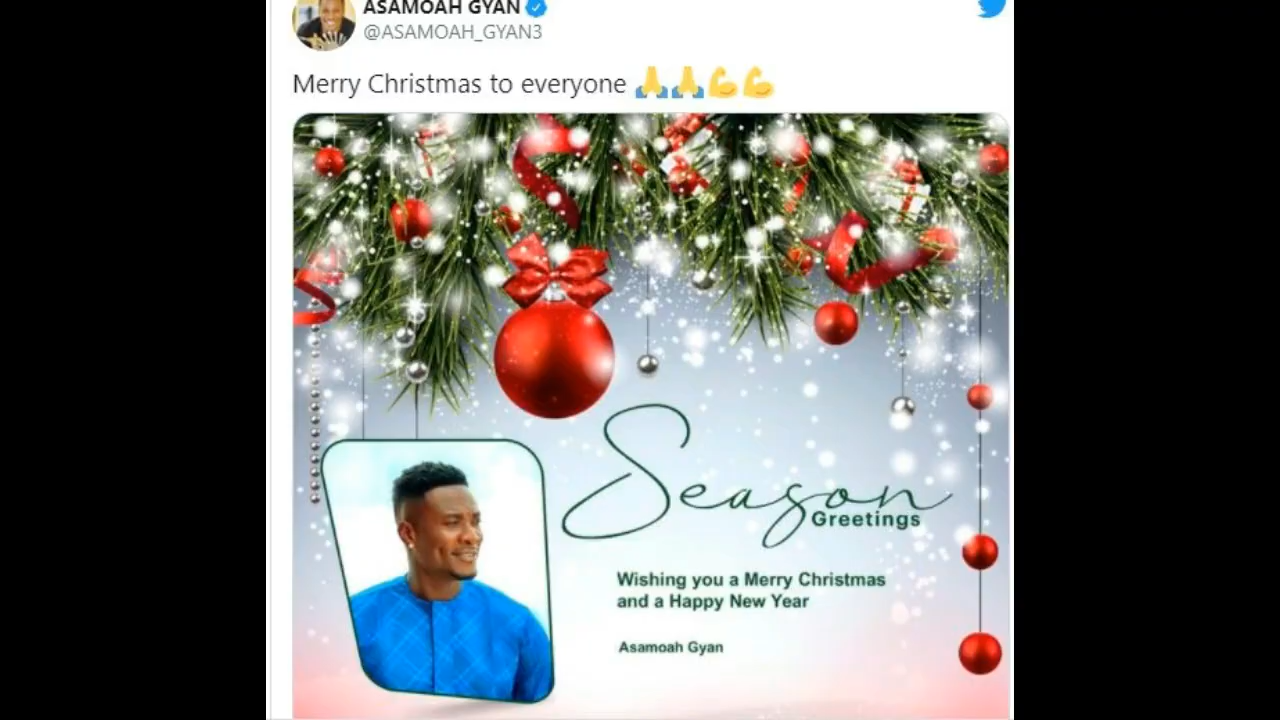 ASAMOAH GYAN
@ASAMOAH_GYAN3
Merry Christmas to everyone 🙏🙏💪💪
Season
Greetings
Wishing you a Merry Christmas
and a Happy New Year
Asamoah Gyan